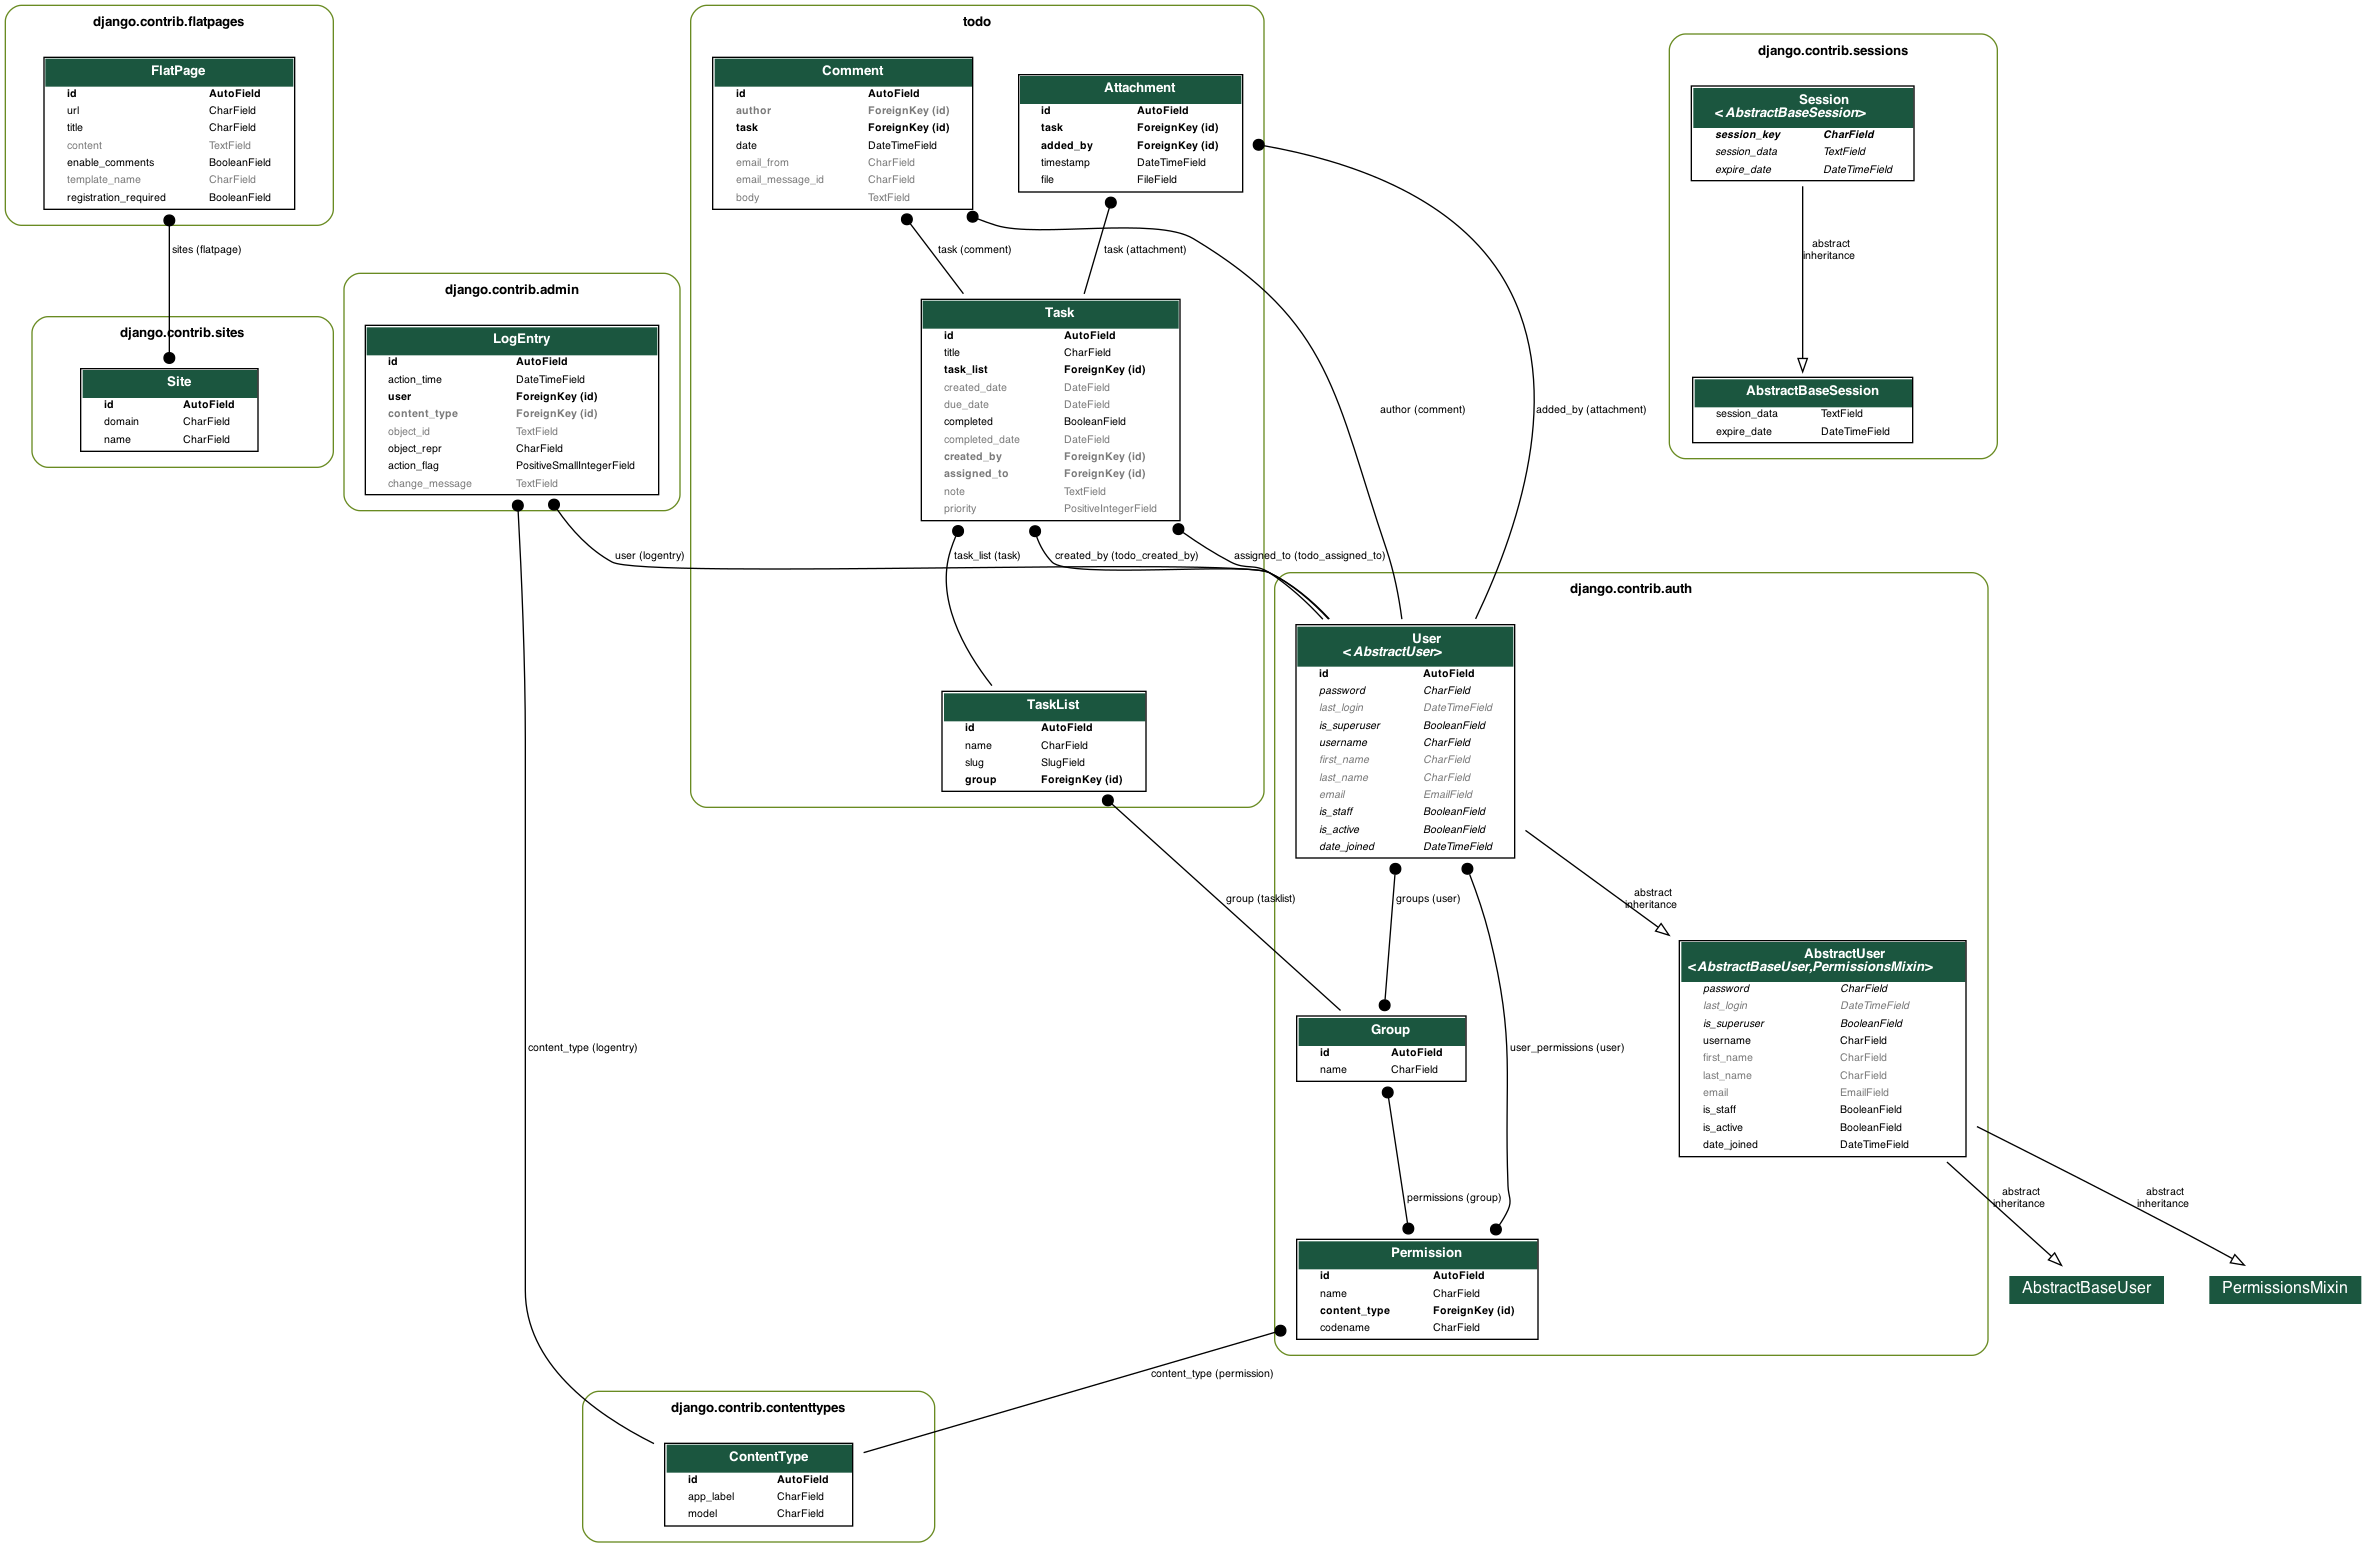 django.contrib.flatpages
FlatPage
id AutoField
url CharField
title CharField
content TextField
enable_comments BooleanField
template_name CharField
registration_required BooleanField
sites (flatpage)
django.contrib.sites
Site
id AutoField
domain CharField
name CharField
django.contrib.admin
LogEntry
id AutoField
action_time DateTimeField
user ForeignKey (id)
content_type ForeignKey (id)
object_id TextField
object_repr CharField
action_flag PositiveSmallIntegerField
change_message TextField
user (logentry)
content_type (logentry)
todo
Comment
id AutoField
author ForeignKey (id)
task ForeignKey (id)
date DateTimeField
email_from CharField
email_message_id CharField
body TextField
Attachment
id AutoField
task ForeignKey (id)
added_by ForeignKey (id)
timestamp DateTimeField
file FileField
task (comment)
task (attachment)
Task
id AutoField
title CharField
task_list ForeignKey (id)
created_date DateField
due_date DateField
completed BooleanField
completed_date DateField
created_by ForeignKey (id)
assigned_to ForeignKey (id)
note TextField
priority PositiveIntegerField
author (comment)
added_by (attachment)
task_list (task)
created_by (todo_created_by)
assigned_to (todo_assigned_to)
TaskList
id AutoField
name CharField
slug SlugField
group ForeignKey (id)
group (tasklist)
django.contrib.sessions
Session
<AbstractBaseSession>
session_key CharField
session_data TextField
expire_date DateTimeField
abstract
inheritance
AbstractBaseSession
session_data TextField
expire_date DateTimeField
django.contrib.auth
User
<AbstractUser>
id AutoField
password CharField
last_login DateTimeField
is_superuser BooleanField
username CharField
first_name CharField
last_name CharField
email EmailField
is_staff BooleanField
is_active BooleanField
date_joined DateTimeField
groups (user)
abstract
inheritance
user_permissions (user)
Group
id AutoField
name CharField
permissions (group)
AbstractUser
<AbstractBaseUser,PermissionsMixin>
password CharField
last_login DateTimeField
is_superuser BooleanField
username CharField
first_name CharField
last_name CharField
email EmailField
is_staff BooleanField
is_active BooleanField
date_joined DateTimeField
abstract
inheritance
abstract
inheritance
AbstractBaseUser
PermissionsMixin
Permission
id AutoField
name CharField
content_type ForeignKey (id)
codename CharField
content_type (permission)
django.contrib.contenttypes
ContentType
id AutoField
app_label CharField
model CharField